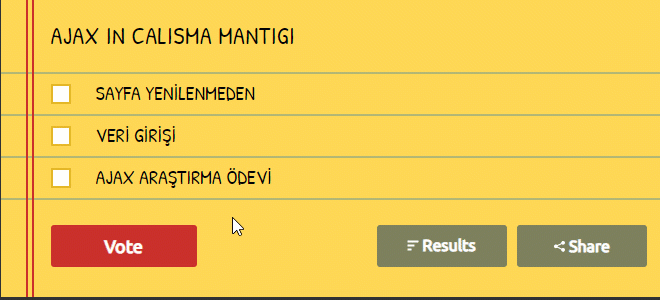 AJAX IN CALISMA MANTIGI
SAYFA YENİLENMEDEN
VERİ GİRİŞİ
AJAX ARAŞTIRMA ÖDEVİ
Vote
Results
Share